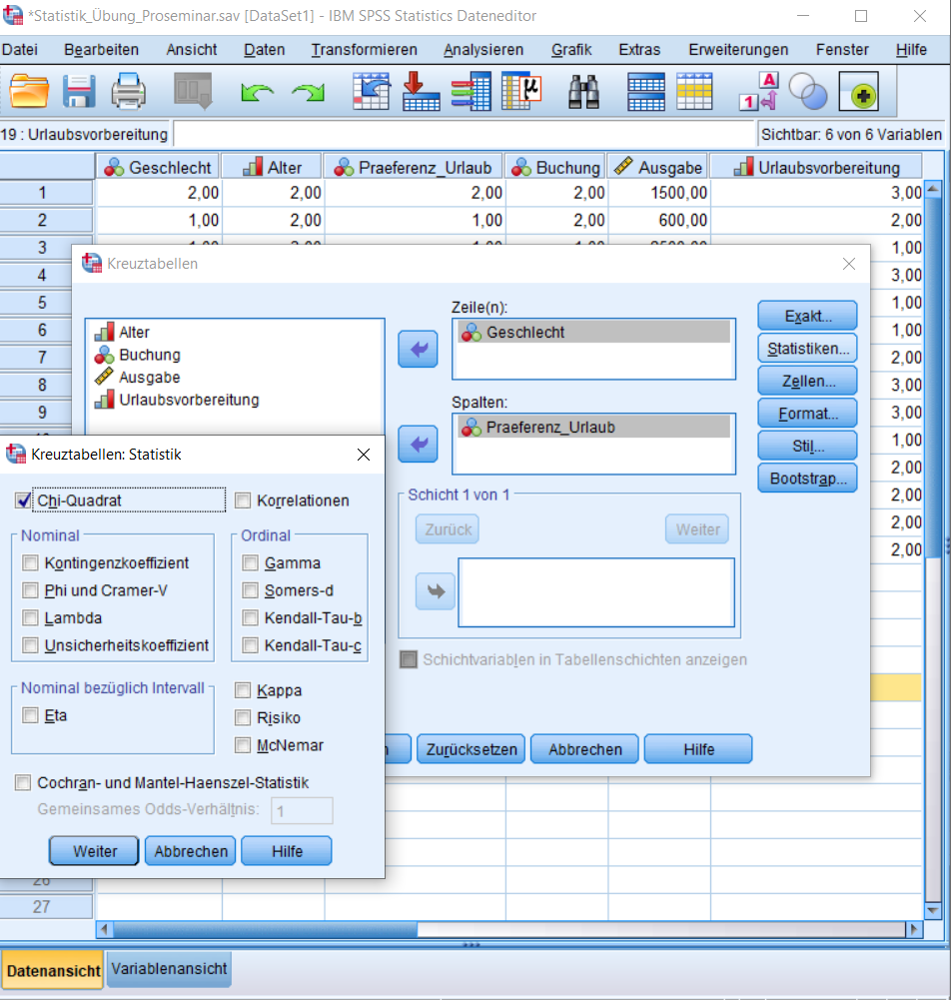 *Statistik_Übung_Proseminar.sav [DataSet1] - IBM SPSS Statistics Dateneditor
Datei Bearbeiten Ansicht Daten Transformieren Analysieren Grafik Extras Erweiterungen Fenster Hilfe
19 : Urlaubsvorbereitung Sichtbar: 6 von 6 Variablen
Geschlecht Alter Praeferenz_Urlaub Buchung Ausgabe Urlaubsvorbereitung
1 2,00 2,00 2,00 2,00 1500,00 3,00
2 1,00 2,00 1,00 2,00 600,00 2,00
3 1,00
4 3,00
5 1,00
6 1,00
7 2,00
8 3,00
9 3,00
1,00
2,00
2,00
2,00
2,00
Kreuztabellen
Alter
Buchung
Ausgabe
Urlaubsvorbereitung
Zeile(n):
Geschlecht
Spalten:
Praeferenz_Urlaub
Schicht 1 von 1
Zurück Weiter
Schichtvariablen in Tabellenschichten anzeigen
Exakt...
Statistiken...
Zellen...
Format...
Stil...
Bootstrap...
Zurücksetzen Abbrechen Hilfe
Kreuztabellen: Statistik
Chi-Quadrat Korrelationen
Nominal
Kontingenzkoeffizient
Phi und Cramer-V
Lambda
Unsicherheitskoeffizient
Ordinal
Gamma
Somers-d
Kendall-Tau-b
Kendall-Tau-c
Nominal bezüglich Intervall
Eta
Kappa
Risiko
McNemar
Cochran- und Mantel-Haenszel-Statistik
Gemeinsames Odds-Verhältnis: 1
Weiter Abbrechen Hilfe
26
27
Datenansicht Variablenansicht